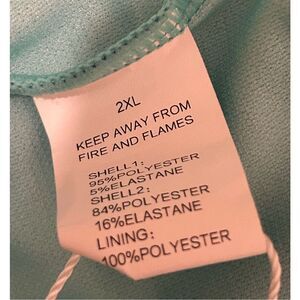 2XL
KEEP AWAY FROM
FIRE AND FLAMES
SHELL1:
95%POLYESTER
5%ELASTANE
SHELL2:
84%POLYESTER
16%ELASTANE
LINING:
100%POLYESTER